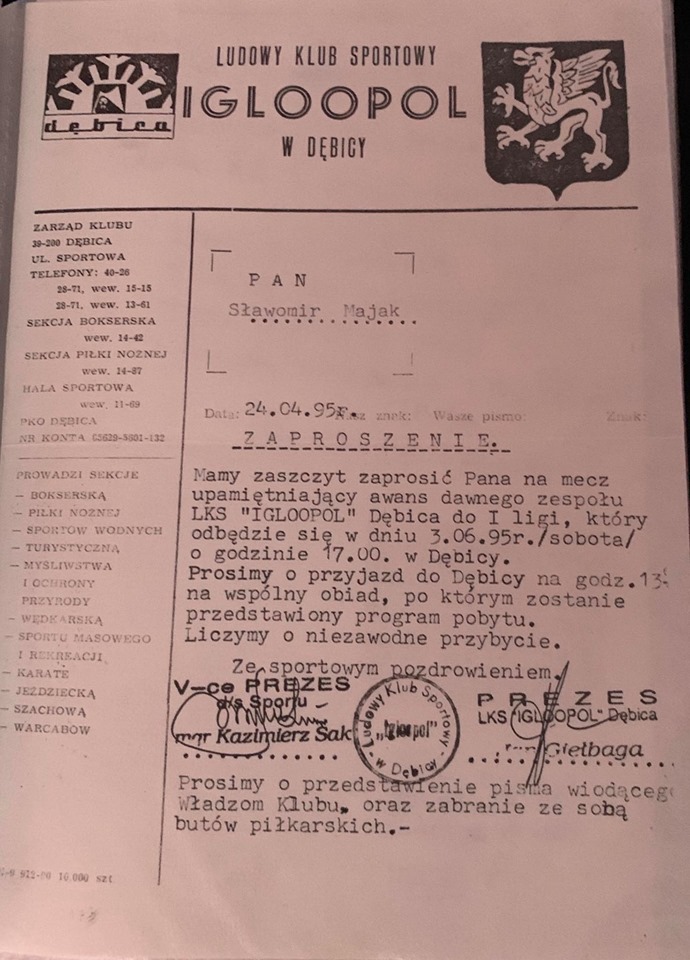 LUDOWY KLUB SPORTOWY
IGLOOPOL
W DĘBICY
dębica
ZARZĄD KLUBU
39-200 DĘBICA
UL. SPORTOWA
TELEFONY: 40-26
28-71, wew. 15-15
28-71, wew. 13-61
SEKCJA BOKSERSKA
wew. 14-42
SEKCJA PIŁKI NOŻNEJ
wew. 14-87
HALA SPORTOWA
wew. 11-69
PKO DĘBICA
NR KONTA 65629-5601-132
PROWADZI SEKCJE
— BOKSERSKĄ
— PIŁKI NOŻNEJ
— SPORTÓW WODNYCH
— TURYSTYCZNĄ
— MYŚLIWSTWA
I OCHRONY
PRZYRODY
— WĘDKARSKĄ
— SPORTU MASOWEGO
I REKREACJI
— KARATE
— JEŹDZIECKĄ
— SZACHOWĄ
— WARCABÓW
10.000 szt
PAN
Sławomir Majak
Data: 24.04.95r. Nasz znak: Wasze pismo: Znak:
ZAPROSZENIE.
Mamy zaszczyt zaprosić Pana na mecz
upamiętniający awans dawnego zespołu
LKS "IGLOOPOL" Dębica do I ligi, który
odbędzie się w dniu 3.06.95r./sobota/
o godzinie 17.00. w Dębicy.
Prosimy o przyjazd do Dębicy na godz.13
na wspólny obiad, po którym zostanie
przedstawiony program pobytu.
Liczymy o niezawodne przybycie.
Ze sportowym pozdrowieniem.
V-ce PREZES
d/s Sportu
mgr Kazimierz Sak
Ludowy Klub Sportowy
"Igloopol"
w Dębicy
PREZES
LKS "IGLOOPOL" Dębica
Giełbaga
Prosimy o przedstawienie pisma wiodącego
Władzom Klubu, oraz zabranie ze sobą
butów piłkarskich.-